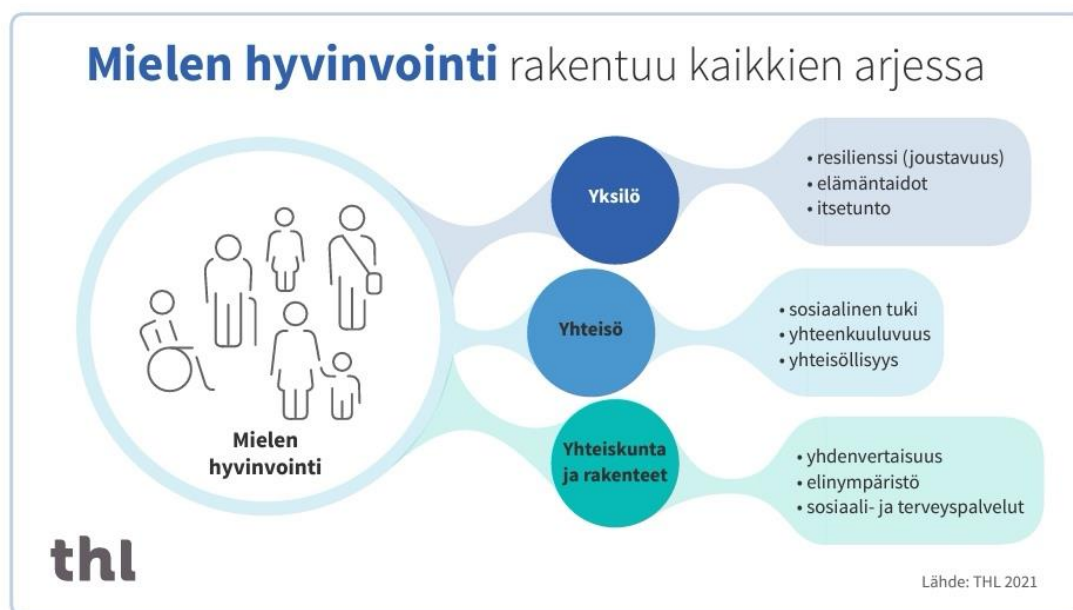 Mielen hyvinvointi rakentuu kaikkien arjessa
Mielen
hyvinvointi
Yksilö
• resilienssi (joustavuus)
• elämäntaidot
• itsetunto
Yhteisö
• sosiaalinen tuki
• yhteenkuuluvuus
• yhteisöllisyys
Yhteiskunta
ja rakenteet
• yhdenvertaisuus
• elinympäristö
• sosiaali- ja terveyspalvelut
thl
Lähde: THL 2021